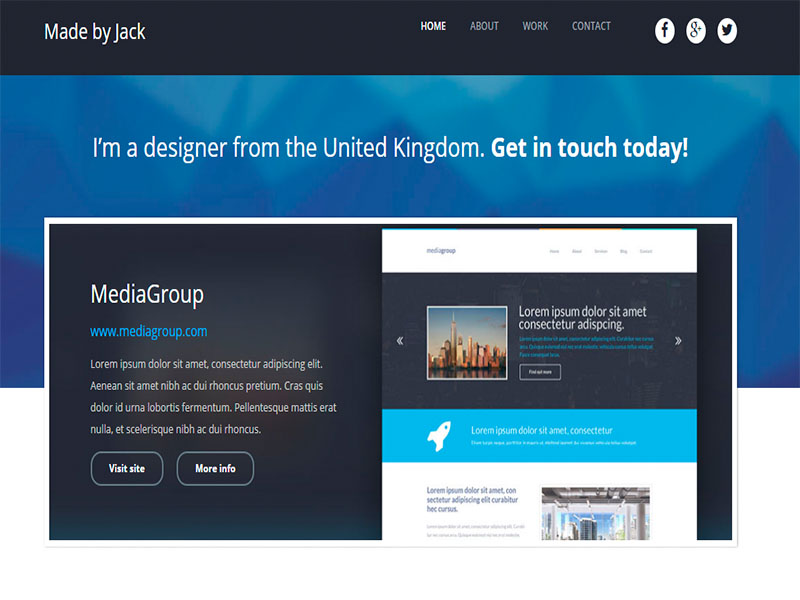 Made by Jack
HOME ABOUT WORK CONTACT
I'm a designer from the United Kingdom. Get in touch today!
MediaGroup
www.mediagroup.com
Lorem ipsum dolor sit amet, consectetur adipiscing elit.
Aenean sit amet nibh ac dui rhoncus pretium. Cras quis
dolor id urna lobortis fermentum. Pellentesque mattis erat
nulla, et scelerisque nibh ac dui rhoncus.
Visit site More info
mediagroup
Home About Services Blog Contact
Lorem ipsum dolor sit amet
consectetur adipscing.
Find out more
Lorem ipsum dolor sit amet, consectetur
Lorem ipsum dolor sit amet, con
sectetur adipiscing elit curabitur
hec cursus.